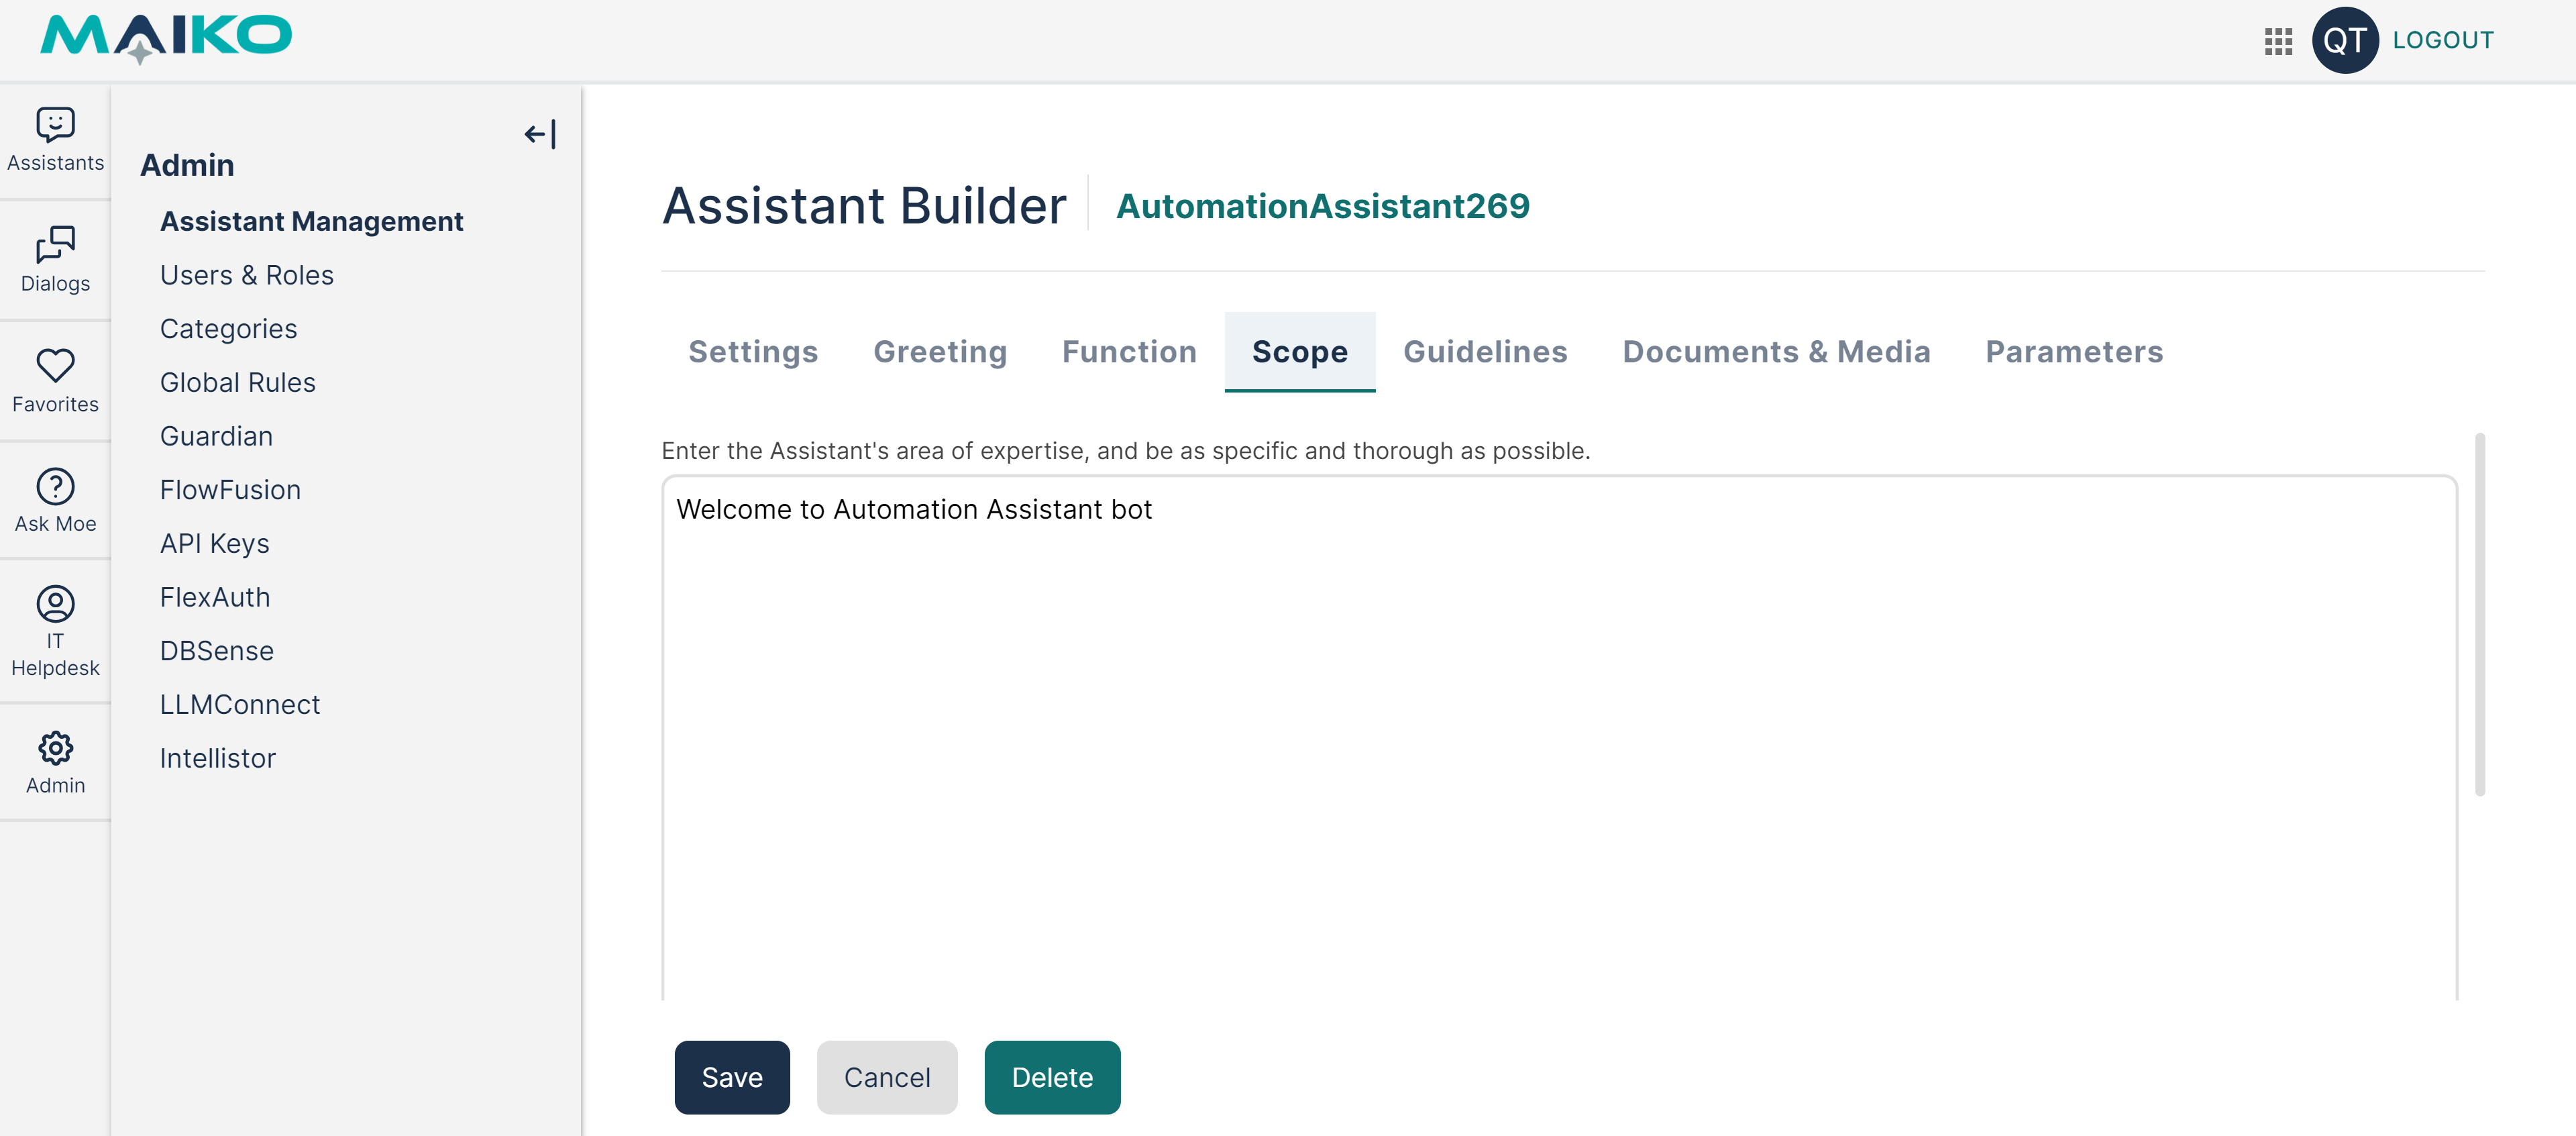 MAIKO
QT
LOGOUT
Assistants
Dialogs
Favorites
Ask Moe
IT
Helpdesk
Admin
Admin
Assistant Management
Users & Roles
Categories
Global Rules
Guardian
FlowFusion
API Keys
FlexAuth
DBSense
LLMConnect
Intellistor
Assistant Builder
AutomationAssistant269
Settings
Greeting
Function
Scope
Guidelines
Documents & Media
Parameters
Enter the Assistant's area of expertise, and be as specific and thorough as possible.
Welcome to Automation Assistant bot
Save
Cancel
Delete